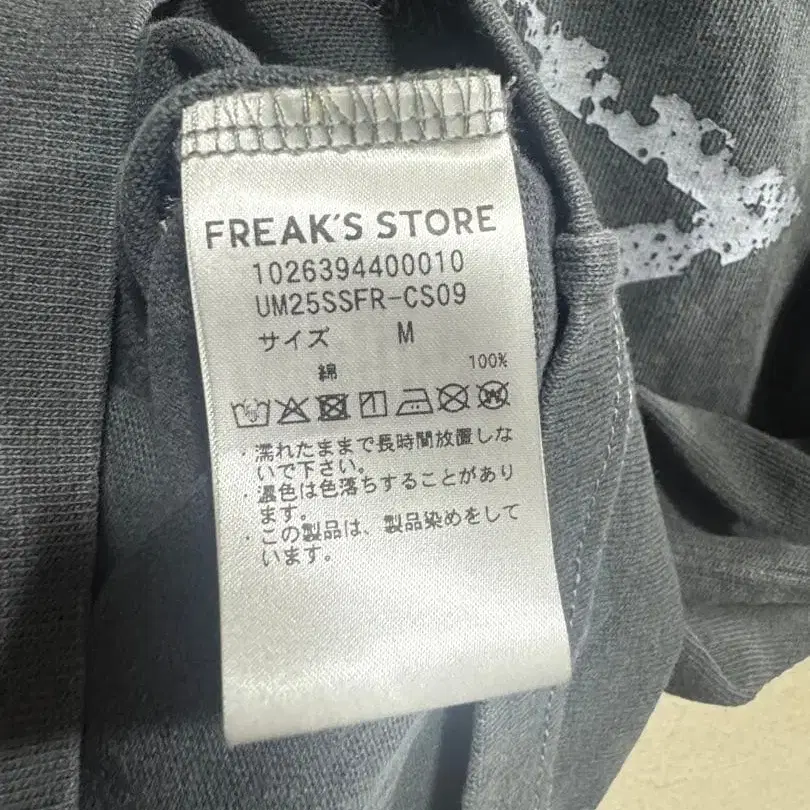 FREAK'S STORE
1026394400010
UM25SSFR-CS09
サイズ M
綿 100%
・濡れたままで長時間放置しな
いで下さい。
・濃色は色落ちすることがあり
ます。
・この製品は、製品染めをして
います。